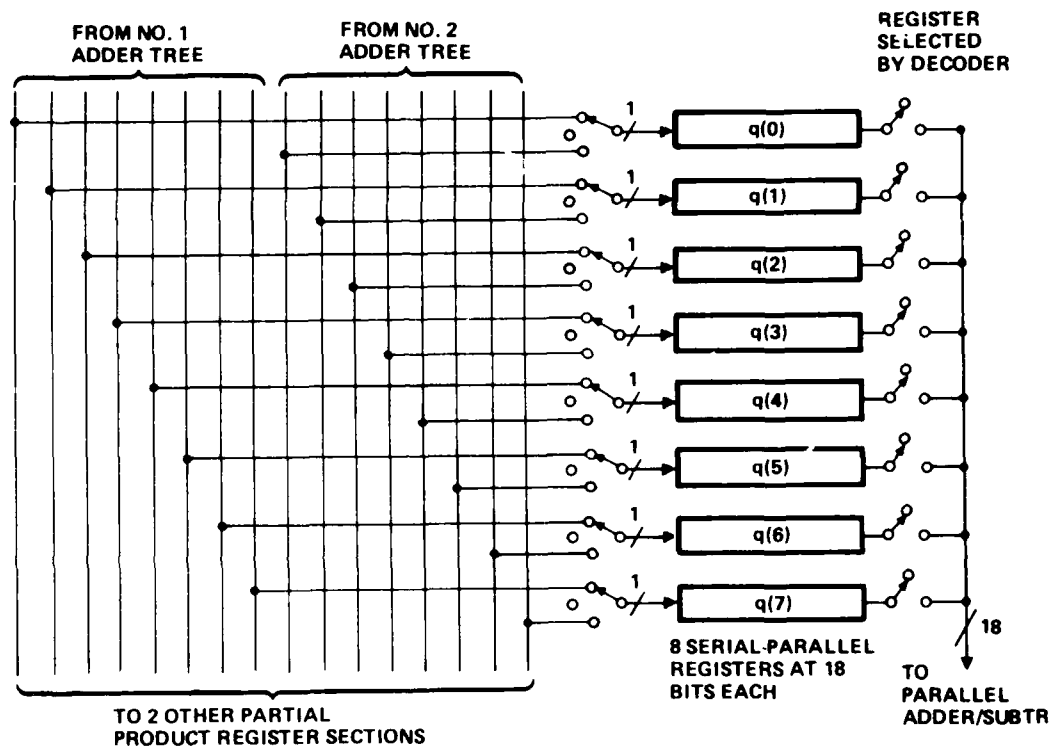 FROM NO. 1
ADDER TREE
FROM NO. 2
ADDER TREE
REGISTER
SELECTED
BY DECODER
1
q(0)
1
q(1)
1
q(2)
1
q(3)
1
q(4)
1
q(5)
1
q(6)
1
q(7)
18
8 SERIAL-PARALLEL
REGISTERS AT 18
BITS EACH
TO
PARALLEL
ADDER/SUBTR
TO 2 OTHER PARTIAL
PRODUCT REGISTER SECTIONS